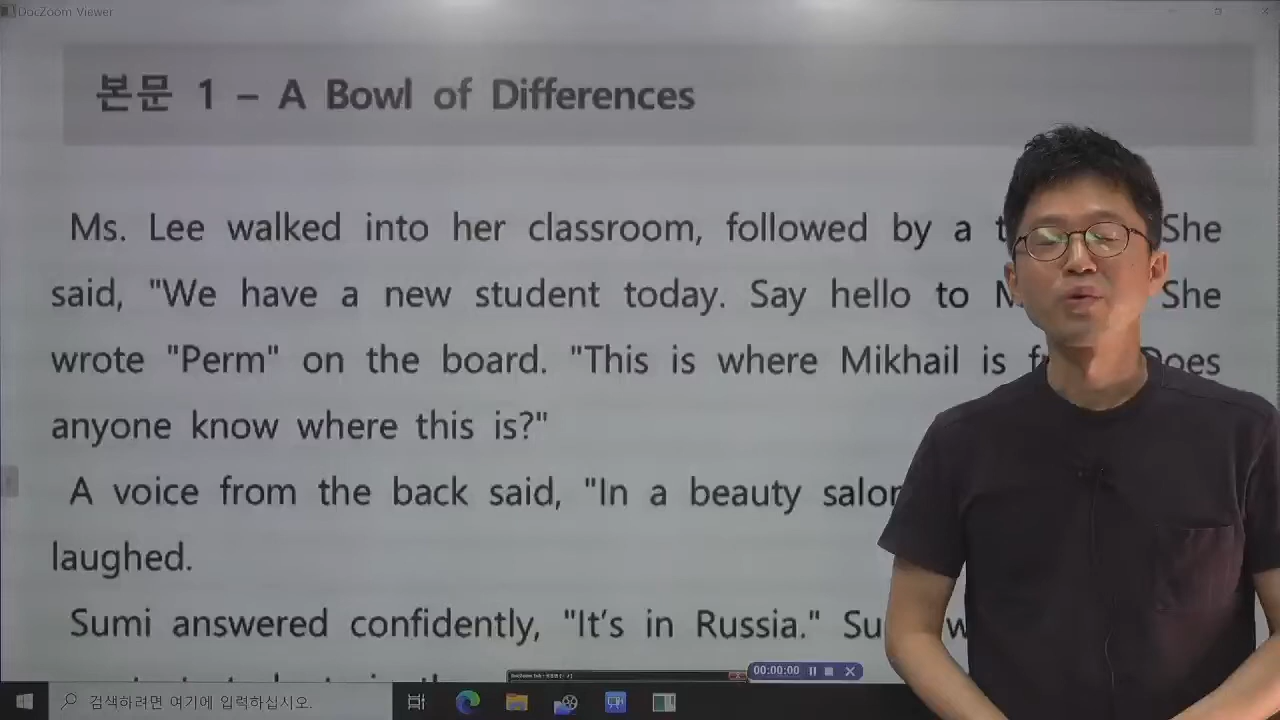 DocZoom Viewer
본문 1 – A Bowl of Differences
Ms. Lee walked into her classroom, followed by a She
said, "We have a new student today. Say hello to She
wrote "Perm" on the board. "This is where Mikhail is Does
anyone know where this is?"
A voice from the back said, "In a beauty
laughed.
Sumi answered confidently, "It's in Russia."
00:00:00
검색하려면 여기에 입력하십시오.